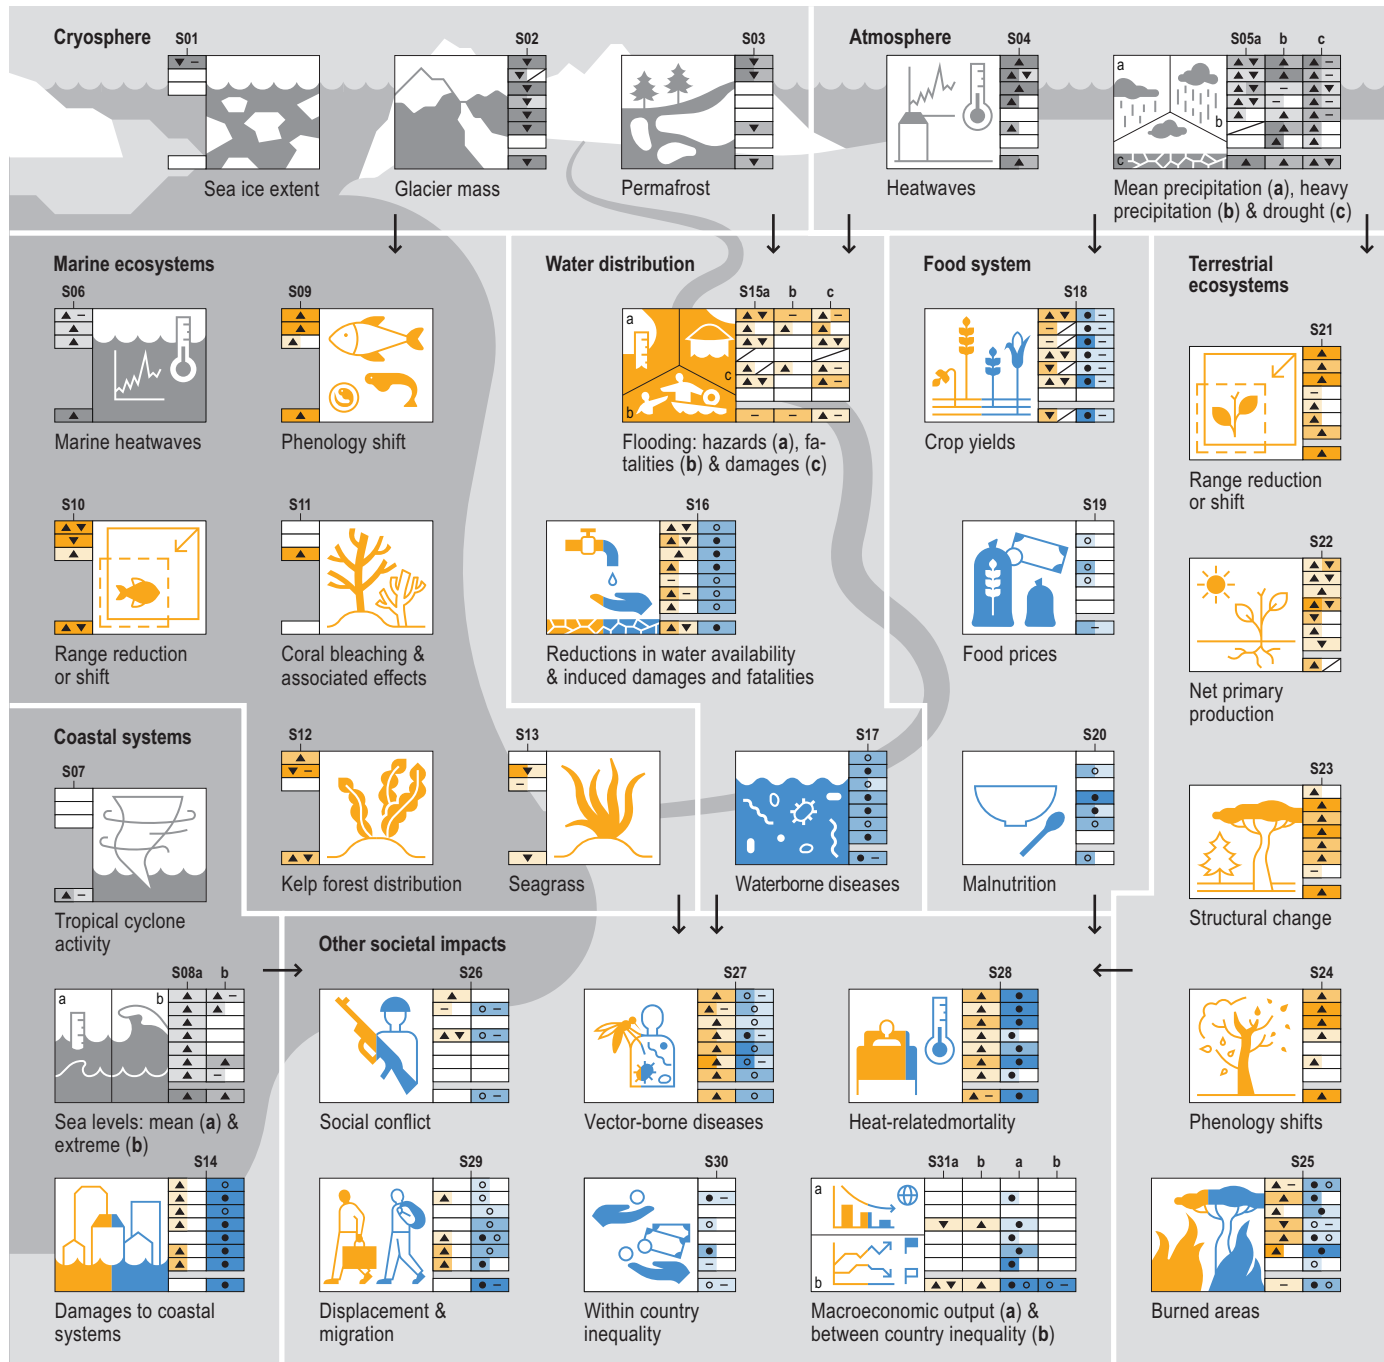 Cryosphere
S01
S02
S03
Atmosphere
S04
S05a
b
c
a
b
c
Sea ice extent
Glacier mass
Permafrost
Heatwaves
Mean precipitation (a), heavy
precipitation (b) & drought (c)
Marine ecosystems
S06
S09
Marine heatwaves
Phenology shift
S10
S11
Range reduction
or shift
Coral bleaching &
associated effects
S12
S13
Kelp forest distribution
Seagrass
Water distribution
S15a
b
c
a
c
b
Flooding: hazards (a), fa-
talities (b) & damages (c)
S16
Reductions in water availability
& induced damages and fatalities
S17
Waterborne diseases
Food system
S18
Crop yields
S19
Food prices
S20
Malnutrition
Terrestrial
ecosystems
S21
Range reduction
or shift
S22
Net primary
production
S23
Structural change
S24
Phenology shifts
S25
Burned areas
Coastal systems
S07
Tropical cyclone
activity
S08a
b
a
b
Sea levels: mean (a) &
extreme (b)
S14
Damages to coastal
systems
Other societal impacts
S26
Social conflict
S27
Vector-borne diseases
S28
Heat-relatedmortality
S29
Displacement &
migration
S30
Within country
inequality
S31a
b
a
b
a
b
Macroeconomic output (a) &
between country inequality (b)